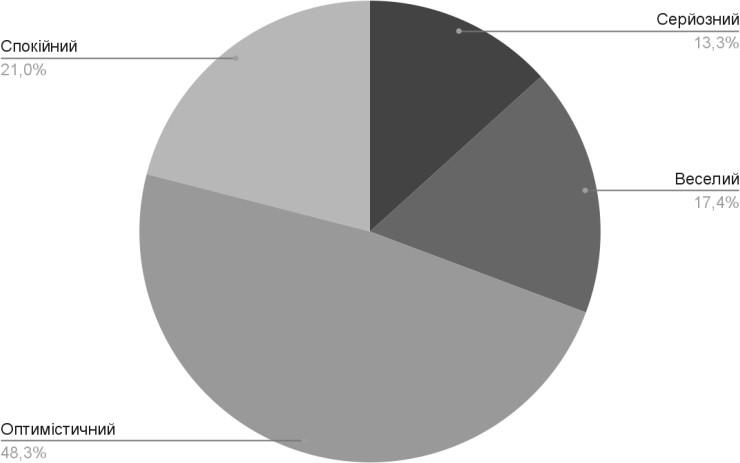 Серйозний
13,3%
Спокійний
21,0%
Веселий
17,4%
Оптимістичний
48,3%